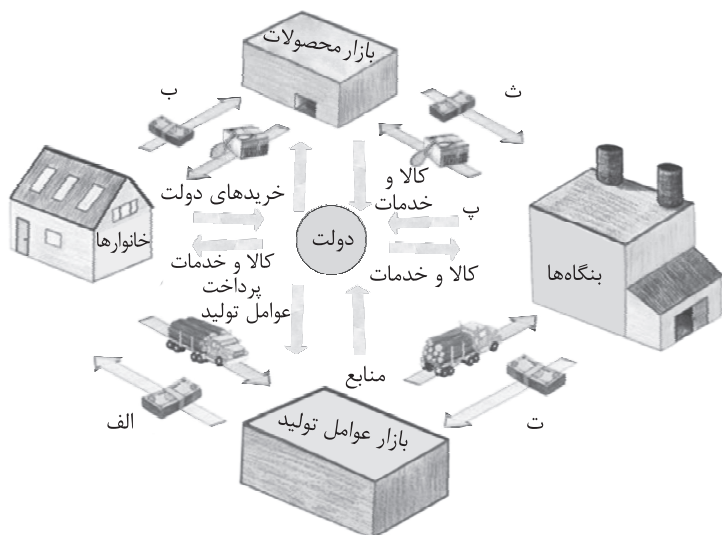 بازار محصولات
ب
ث
خریدهای دولت
کالا و
خدمات
پ
خانوارها
دولت
بنگاه‌ها
کالا و خدمات
کالا و خدمات
پرداخت
عوامل تولید
منابع
الف
ت
بازار عوامل تولید